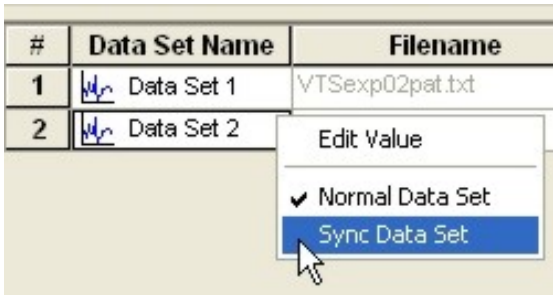 # Data Set Name Filename
1 Data Set 1 VTSexp02pat.txt
2 Data Set 2
Edit Value
Normal Data Set
Sync Data Set